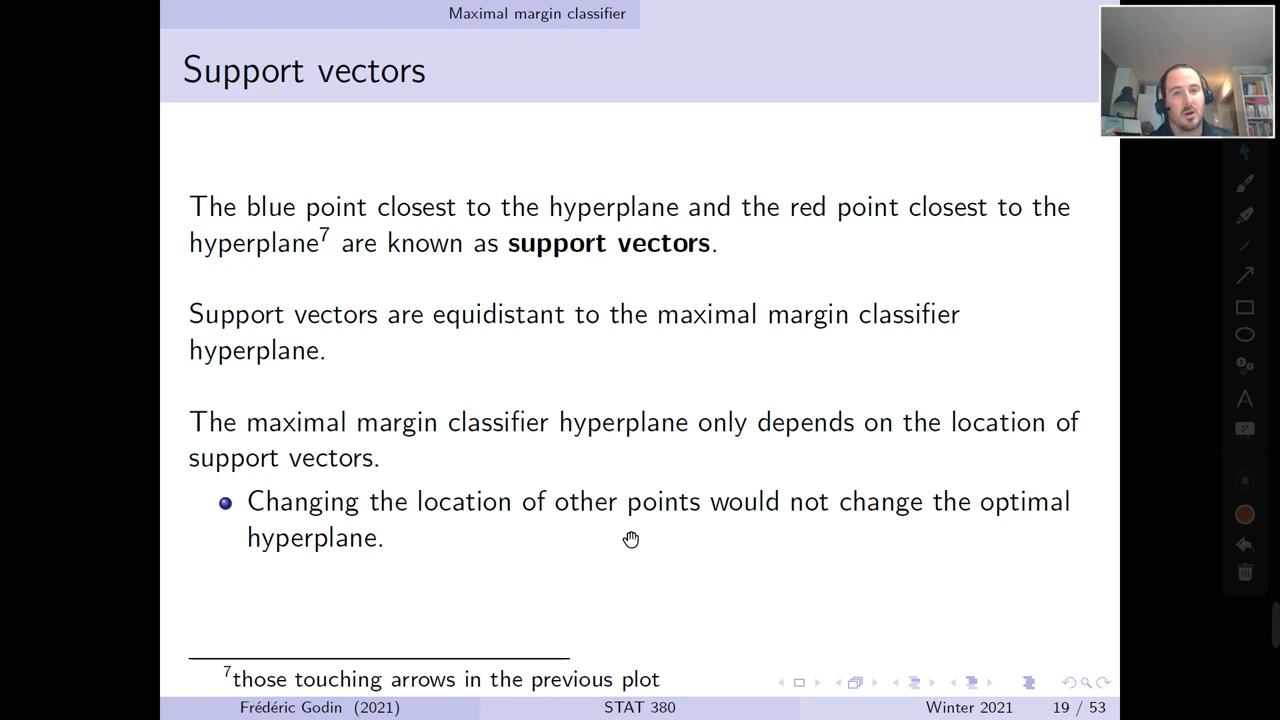 Maximal margin classifier
Support vectors
The blue point closest to the hyperplane and the red point closest to the
hyperplane7 are known as support vectors.
Support vectors are equidistant to the maximal margin classifier
hyperplane.
The maximal margin classifier hyperplane only depends on the location of
support vectors.
Changing the location of other points would not change the optimal
hyperplane.
7those touching arrows in the previous plot
Frédéric Godin (2021) STAT 380 Winter 2021 19 / 53